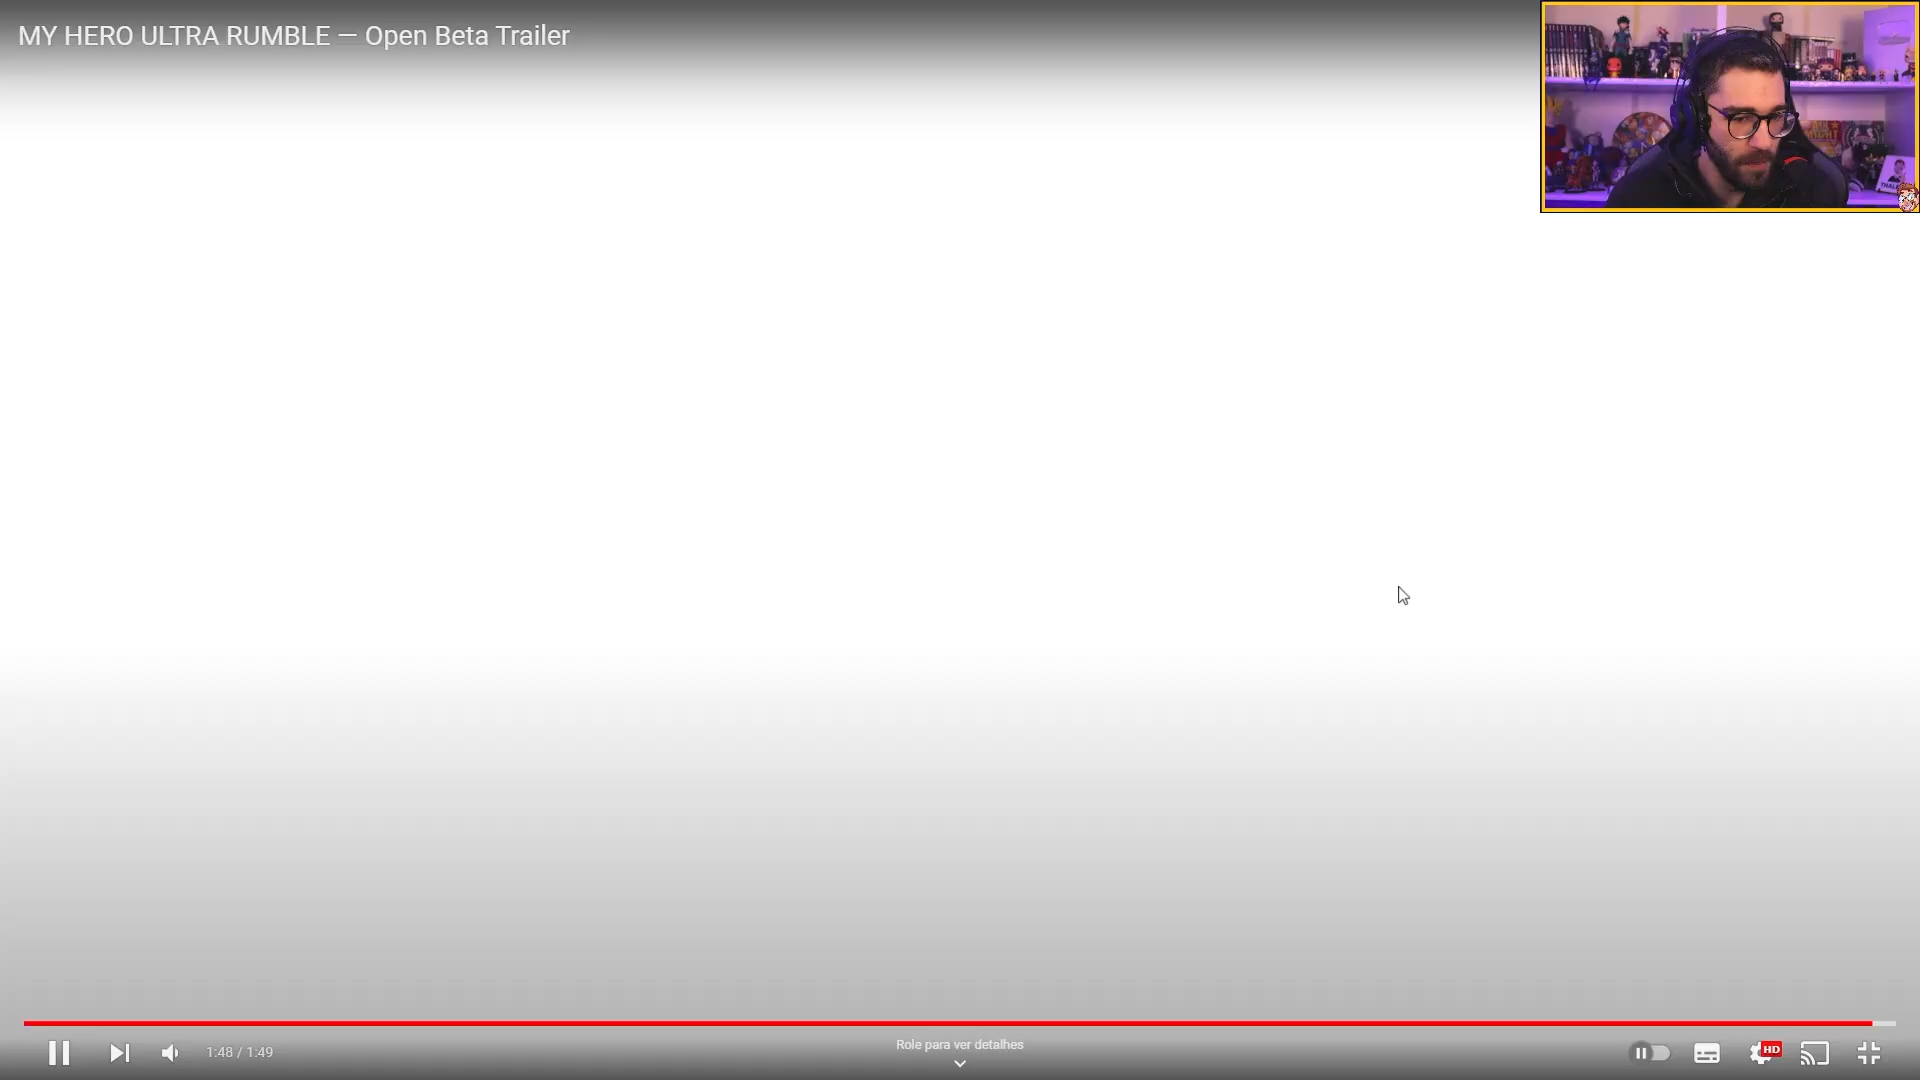 MY HERO ULTRA RUMBLE — Open Beta Trailer
1:48 / 1:49
Role para ver detalhes
HD